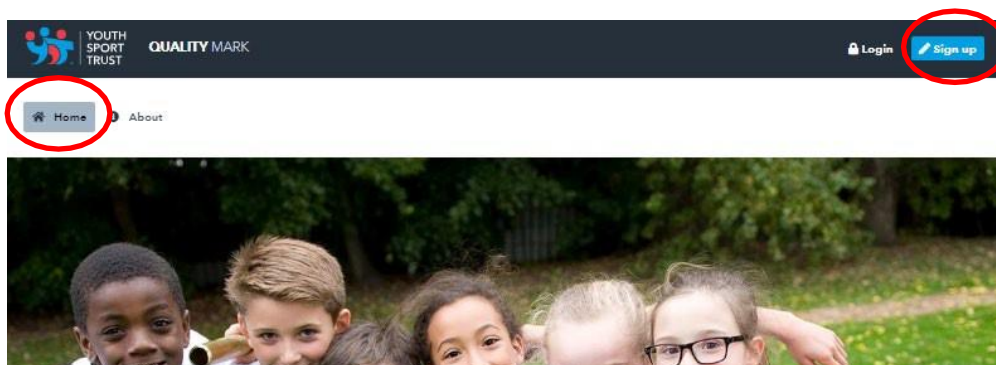 YOUTH
SPORT
TRUST
QUALITY MARK
Login
Sign up
Home
About